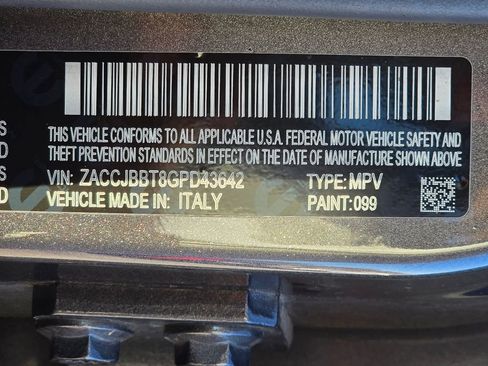 THIS VEHICLE CONFORMS TO ALL APPLICABLE U.S.A. FEDERAL MOTOR VEHICLE SAFETY AND
S THEFT PREVENTION STANDARDS IN EFFECT ON THE DATE OF MANUFACTURE SHOWN ABOVE.
D
S VIN: ZACCJBBT8GPD43642 TYPE: MPV
D VEHICLE MADE IN: ITALY PAINT: 099